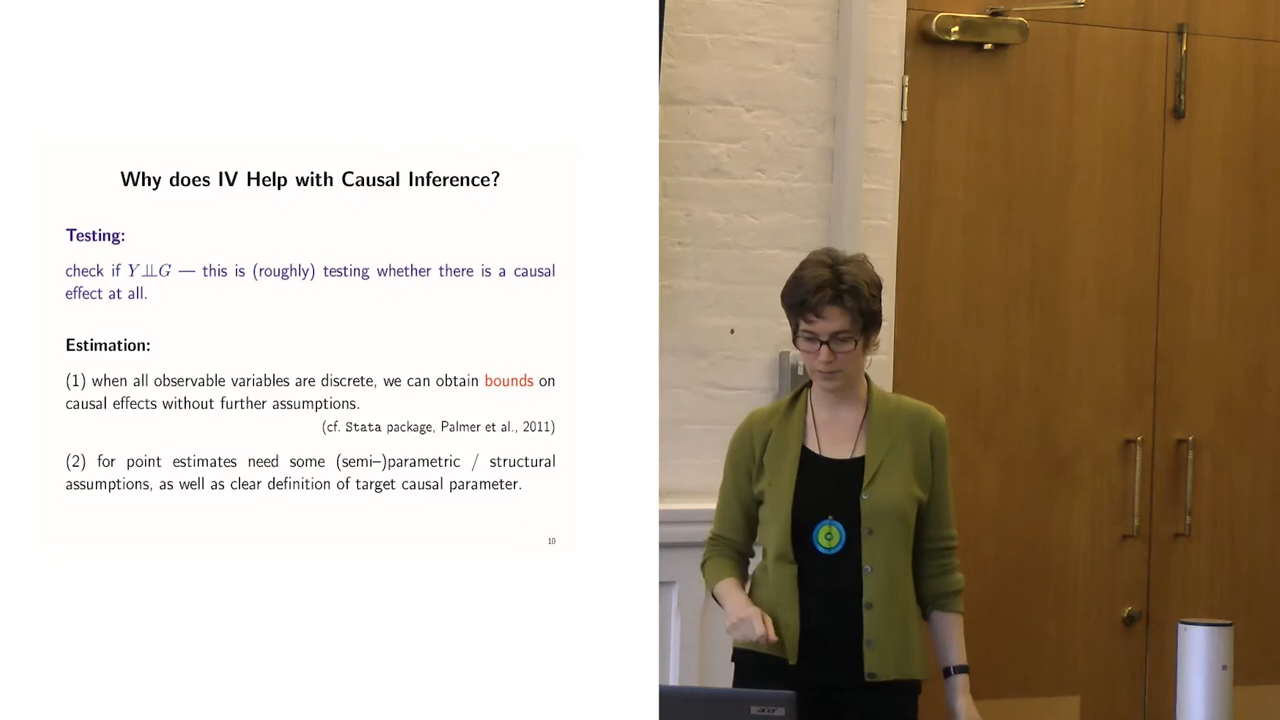 Why does IV Help with Causal Inference?
Testing:
check if Y⊥⊥G — this is (roughly) testing whether there is a causal
effect at all.
Estimation:
(1) when all observable variables are discrete, we can obtain bounds on
causal effects without further assumptions.
(cf. Stata package, Palmer et al., 2011)
(2) for point estimates need some (semi–)parametric / structural
assumptions, as well as clear definition of target causal parameter.
10
acer